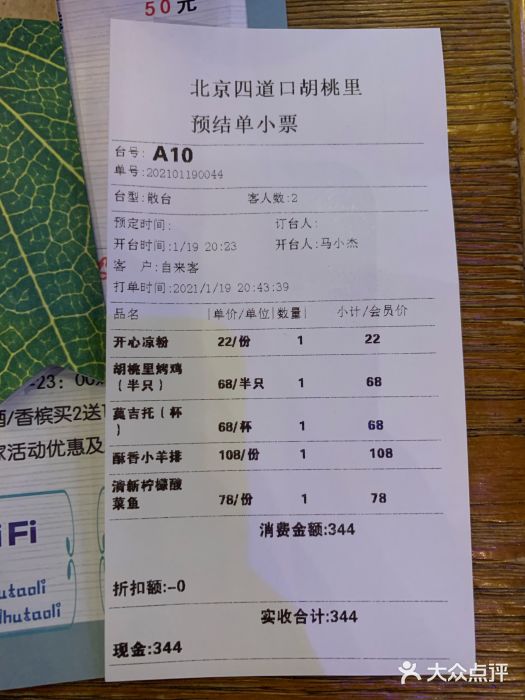 50元
北京四道口胡桃里
预结单小票
台号: A10
单号:202101190044
台型:散台 客人数:2
预定时间: 订台人:
开台时间:1/19 20:23 开台人:马小杰
客 户:自来客
打单时间:2021/1/19 20:43:39
品名 |单价/单位|数量| 小计/会员价
开心凉粉 22/份 1 22
胡桃里烤鸡
(半只) 68/半只 1 68
莫吉托(杯
) 68/杯 1 68
酥香小羊排 108/份 1 108
清新柠檬酸
菜鱼 78/份 1 78
消费金额:344
折扣额:-0
实收合计:344
现金:344
-23: 00
酒/香槟买2送
家活动优惠及
iFi
utaoli
hutaoli
大众点评